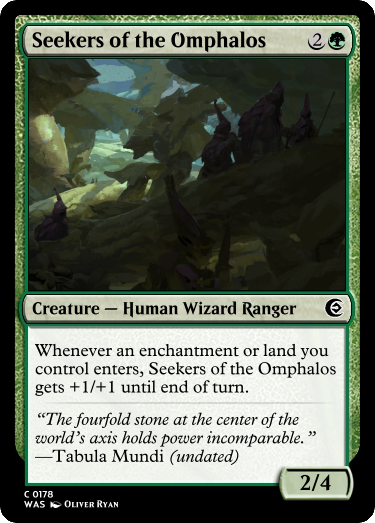 Seekers of the Omphalos 2
Creature — Human Wizard Ranger
Whenever an enchantment or land you
control enters, Seekers of the Omphalos
gets +1/+1 until end of turn.
“The fourfold stone at the center of the
world’s axis holds power incomparable.”
—Tabula Mundi (undated)
2/4
C 0178
WAS Oliver Ryan